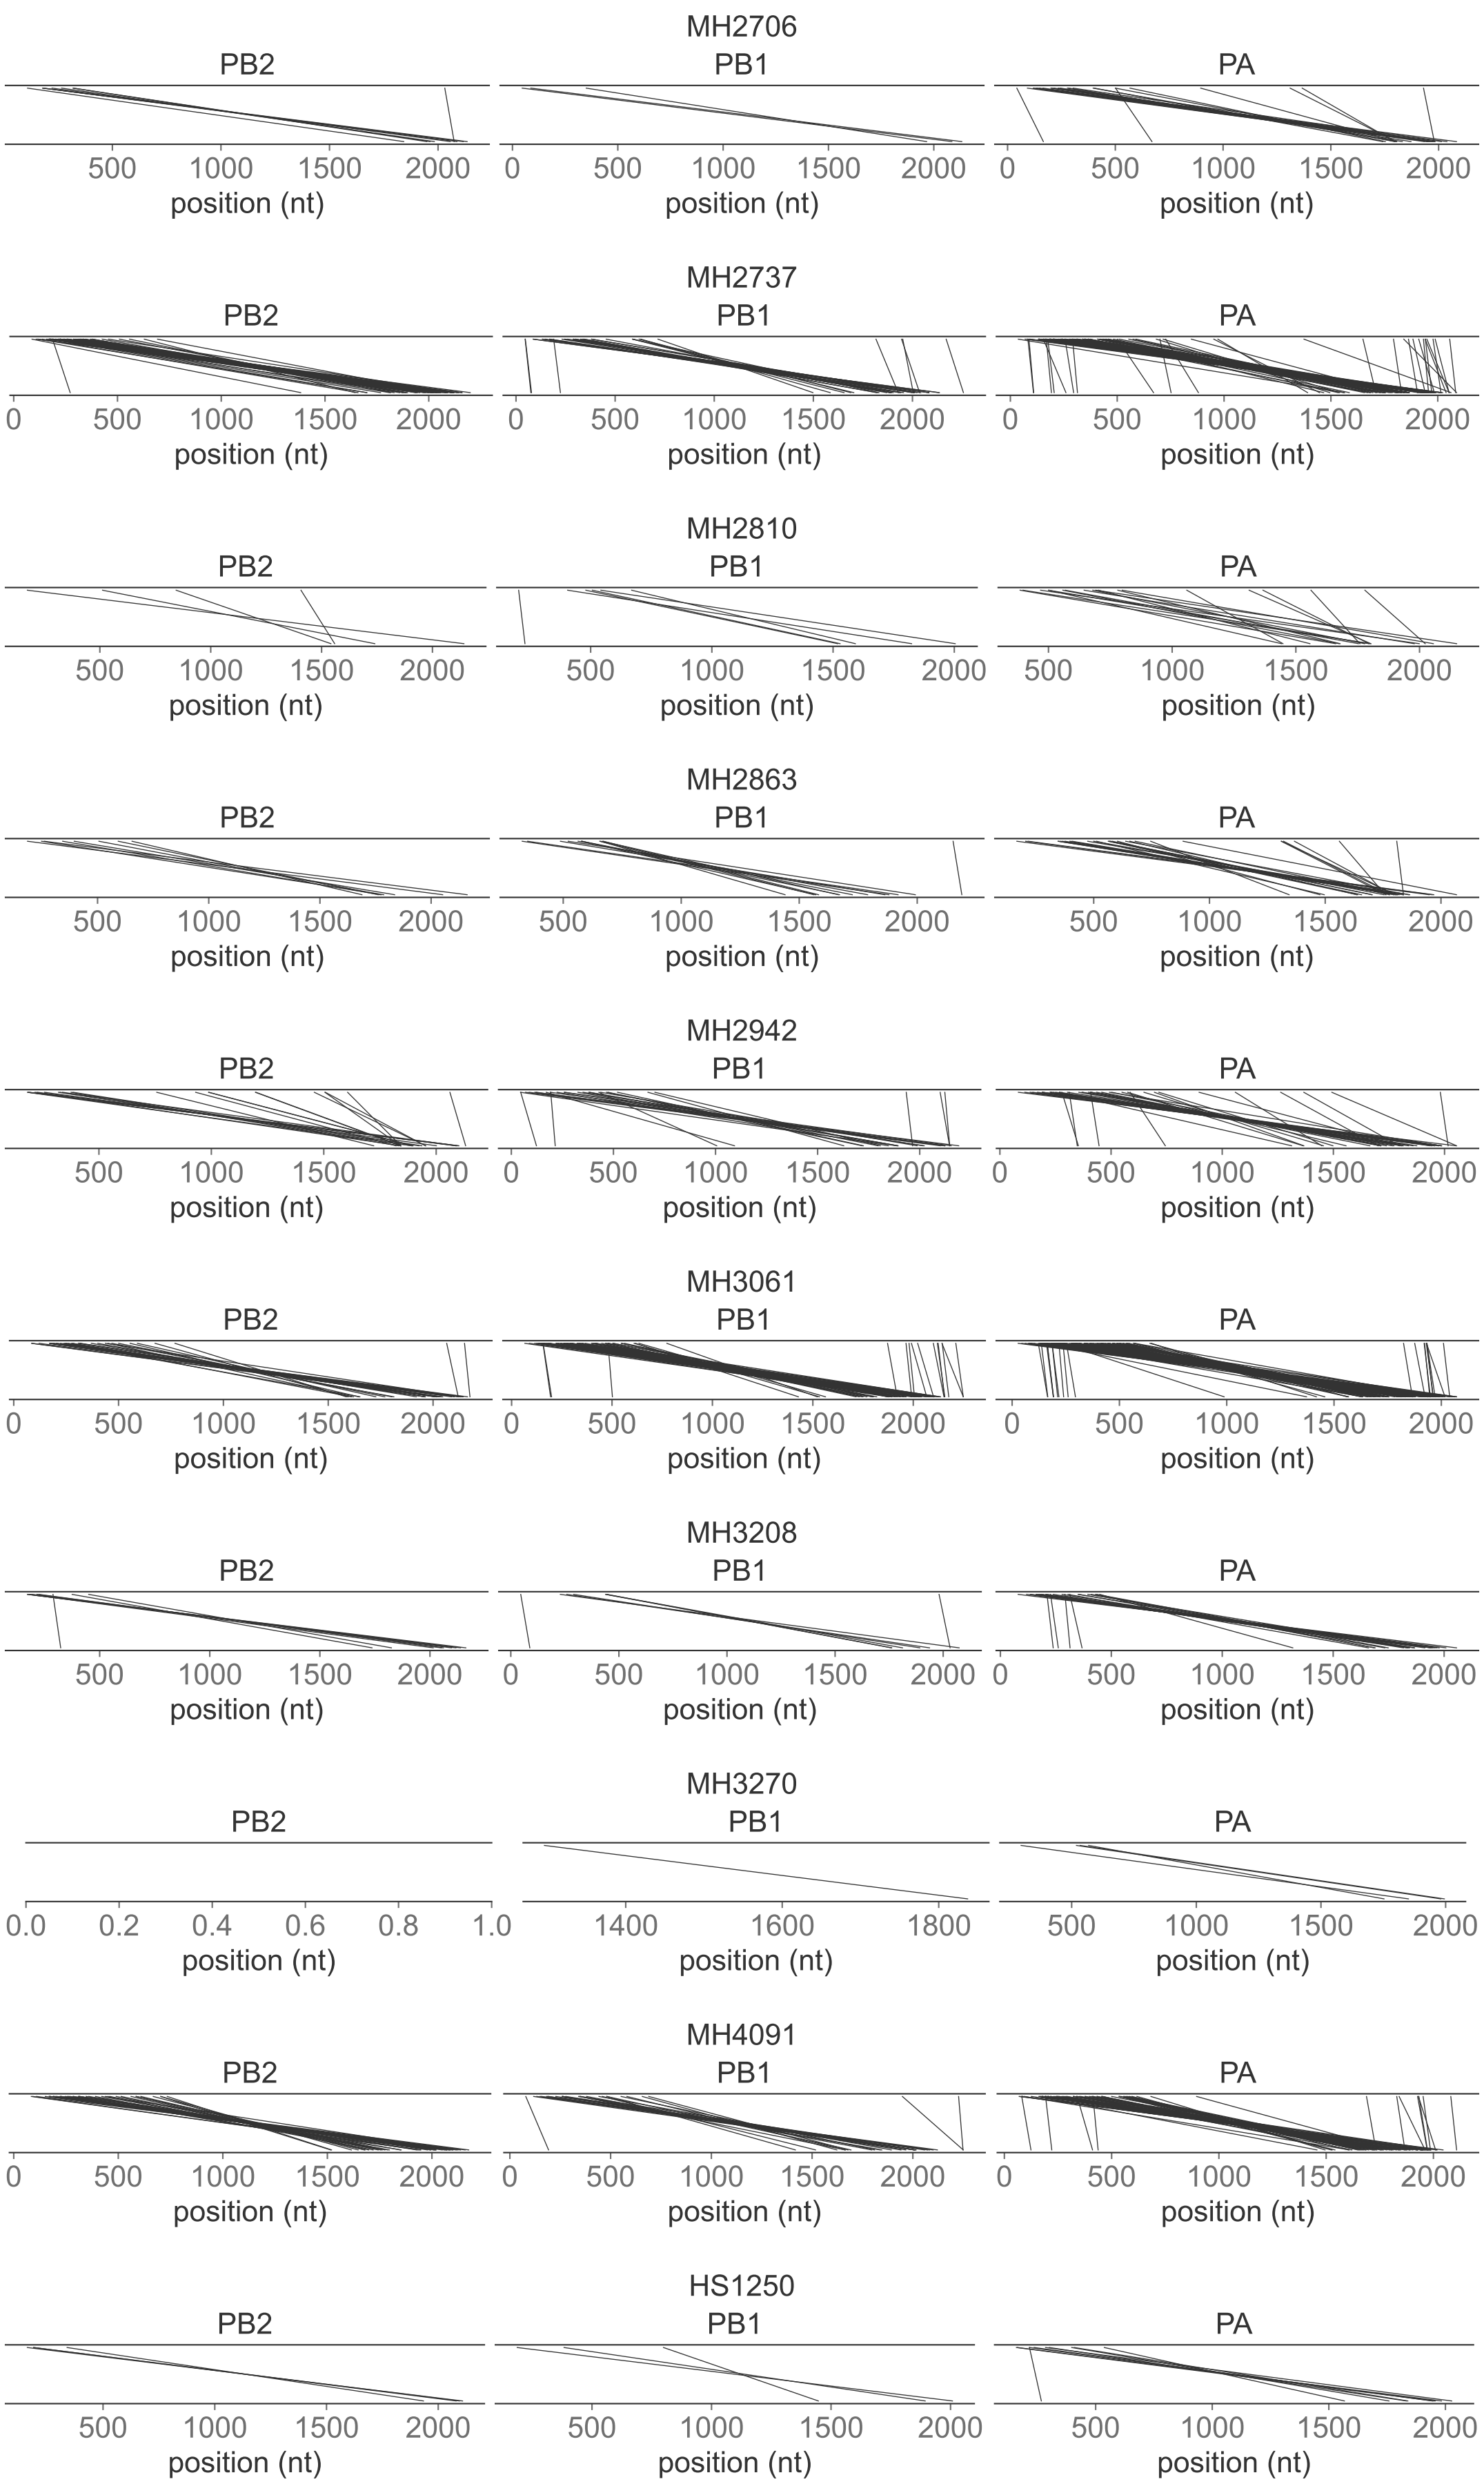 MH2706
PB2 PB1 PA
500 1000 1500 2000 0 500 1000 1500 2000 0 500 1000 1500 2000
position (nt) position (nt) position (nt)
MH2737
PB2 PB1 PA
0 500 1000 1500 2000 0 500 1000 1500 2000 0 500 1000 1500 2000
position (nt) position (nt) position (nt)
MH2810
PB2 PB1 PA
500 1000 1500 2000 500 1000 1500 2000 500 1000 1500 2000
position (nt) position (nt) position (nt)
MH2863
PB2 PB1 PA
500 1000 1500 2000 500 1000 1500 2000 500 1000 1500 2000
position (nt) position (nt) position (nt)
MH2942
PB2 PB1 PA
500 1000 1500 2000 0 500 1000 1500 2000 0 500 1000 1500 2000
position (nt) position (nt) position (nt)
MH3061
PB2 PB1 PA
0 500 1000 1500 2000 0 500 1000 1500 2000 0 500 1000 1500 2000
position (nt) position (nt) position (nt)
MH3208
PB2 PB1 PA
500 1000 1500 2000 0 500 1000 1500 2000 0 500 1000 1500 2000
position (nt) position (nt) position (nt)
MH3270
PB2 PB1 PA
0.0 0.2 0.4 0.6 0.8 1. 1400 1600 1800 500 1000 1500 2000
position (nt) position (nt) position (nt)
MH4091
PB2 PB1 PA
0 500 1000 1500 2000 0 500 1000 1500 2000 0 500 1000 1500 2000
position (nt) position (nt) position (nt)
HS1250
PB2 PB1 PA
500 1000 1500 2000 500 1000 1500 2000 500 1000 1500 2000
position (nt) position (nt) position (nt)